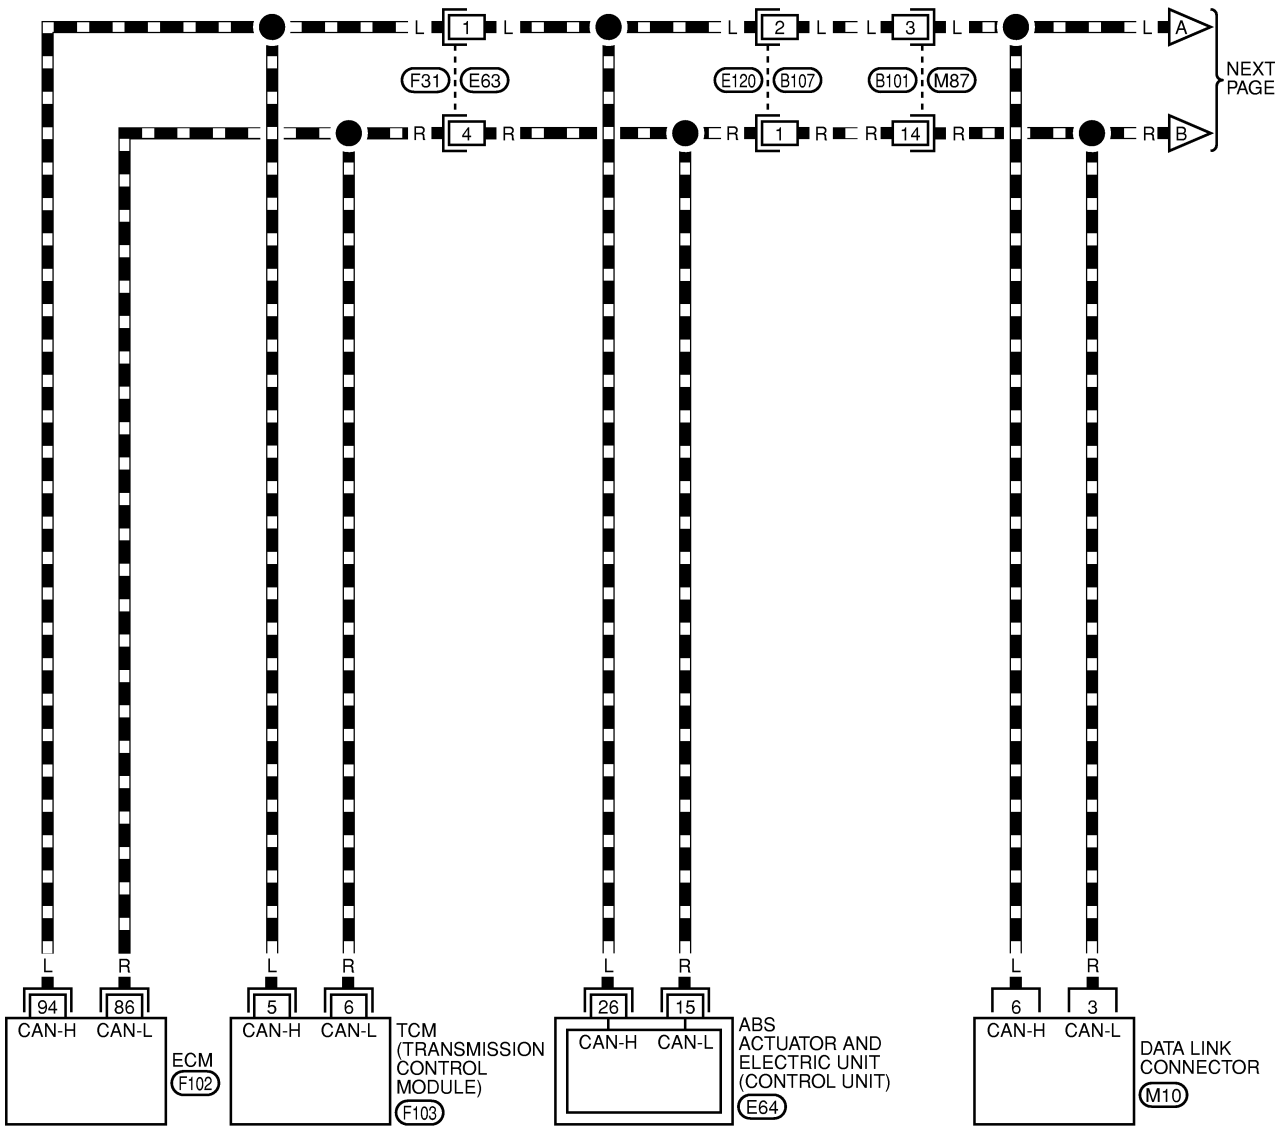 L 1 L L 2 L L 3 L L A
F31 E63 E120 B107 B101 M87
NEXT
PAGE
R 4 R R 1 R R 14 R R B
L R L R L R L R
94 86 5 6 26 15 6 3
CAN-H CAN-L
ECM
F102
CAN-H CAN-L
TCM
(TRANSMISSION
CONTROL
MODULE)
F103
CAN-H CAN-L
ABS
ACTUATOR AND
ELECTRIC UNIT
(CONTROL UNIT)
E64
CAN-H CAN-L
DATA LINK
CONNECTOR
M10